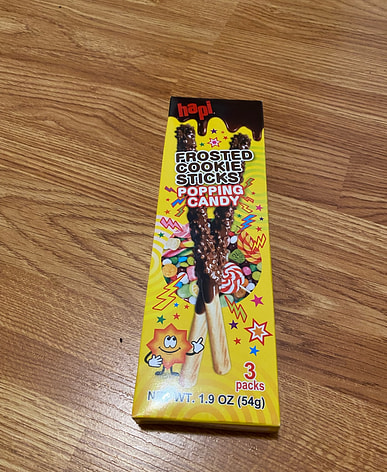 hapi
FROSTED
COOKIE
STICKS
POPPING
CANDY
3
packs
NET WT. 1.9 OZ (54g)